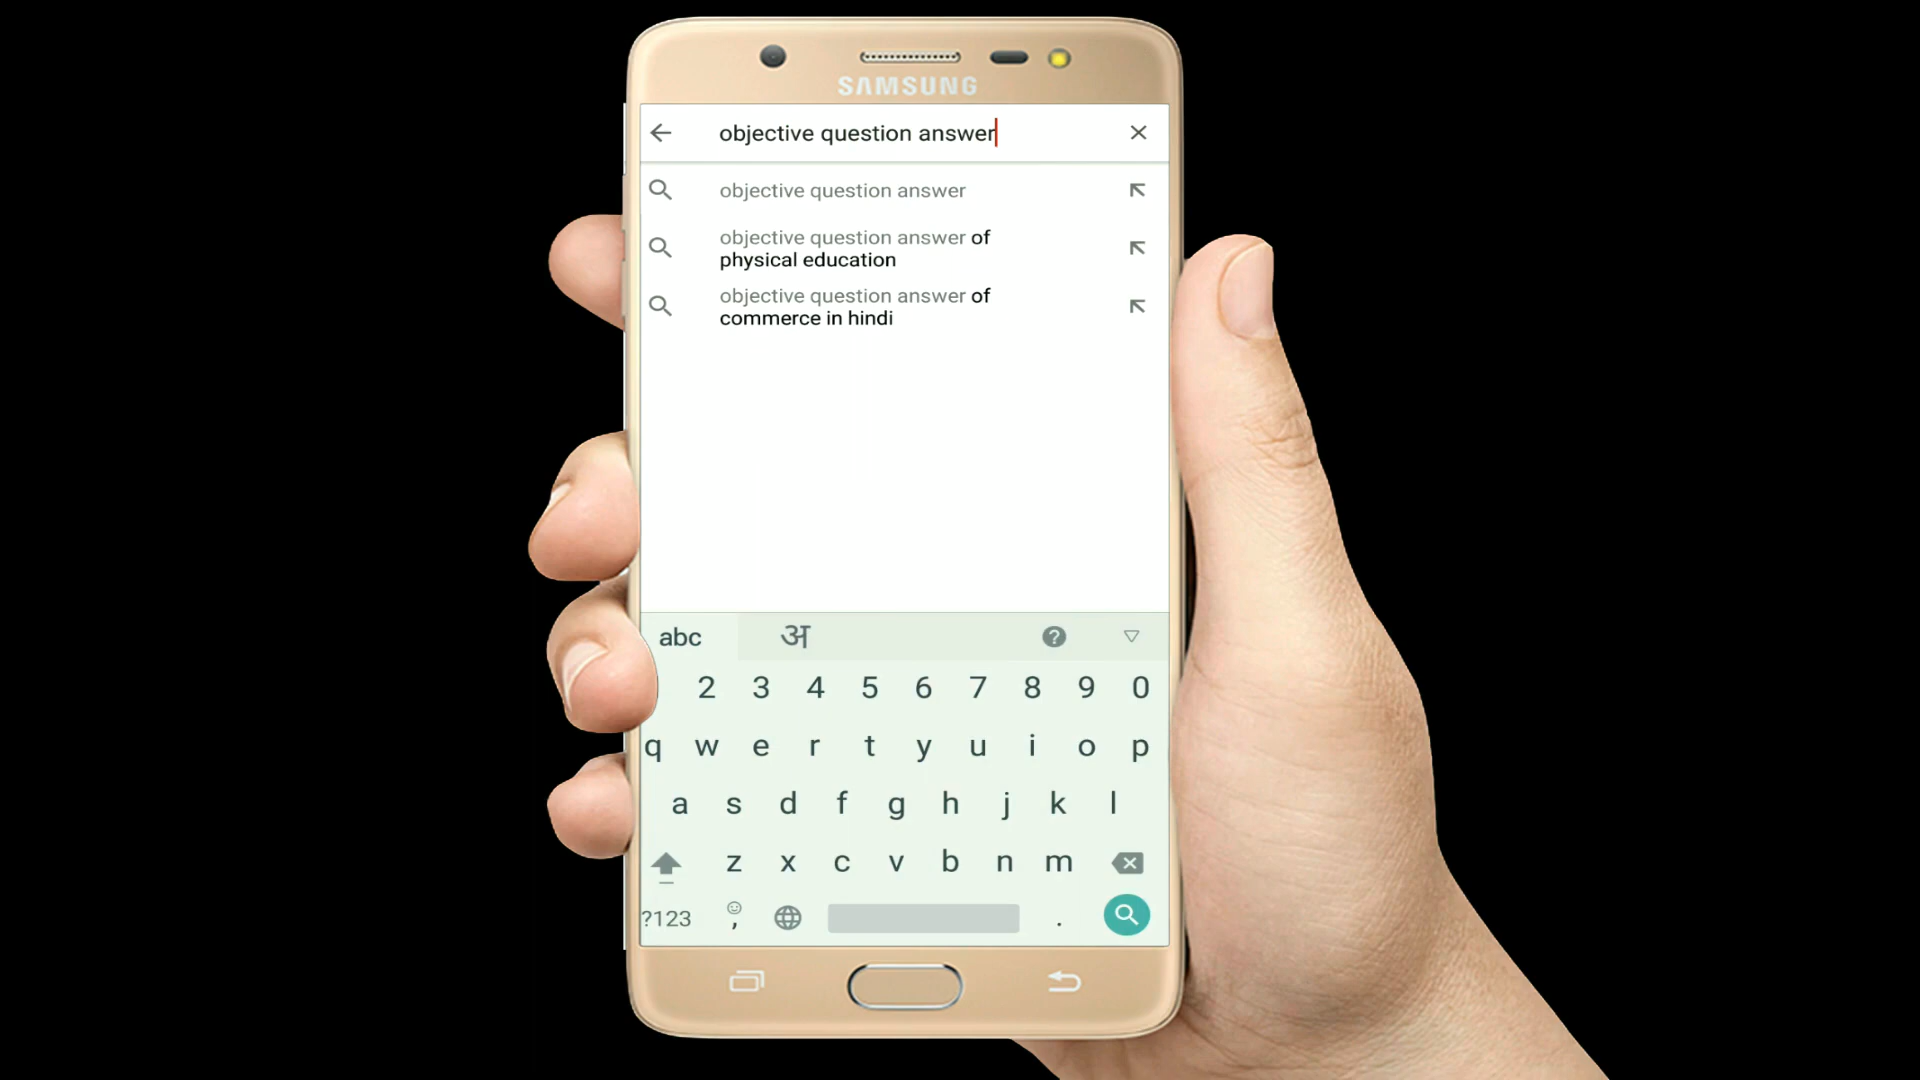 SAMSUNG
objective question answer
objective question answer
objective question answer of
physical education
objective question answer of
commerce in hindi
abc अ ?
2 3 4 5 6 7 8 9 0
q w e r t y u i o p
a s d f g h j k l
z x c v b n m
?123 , .